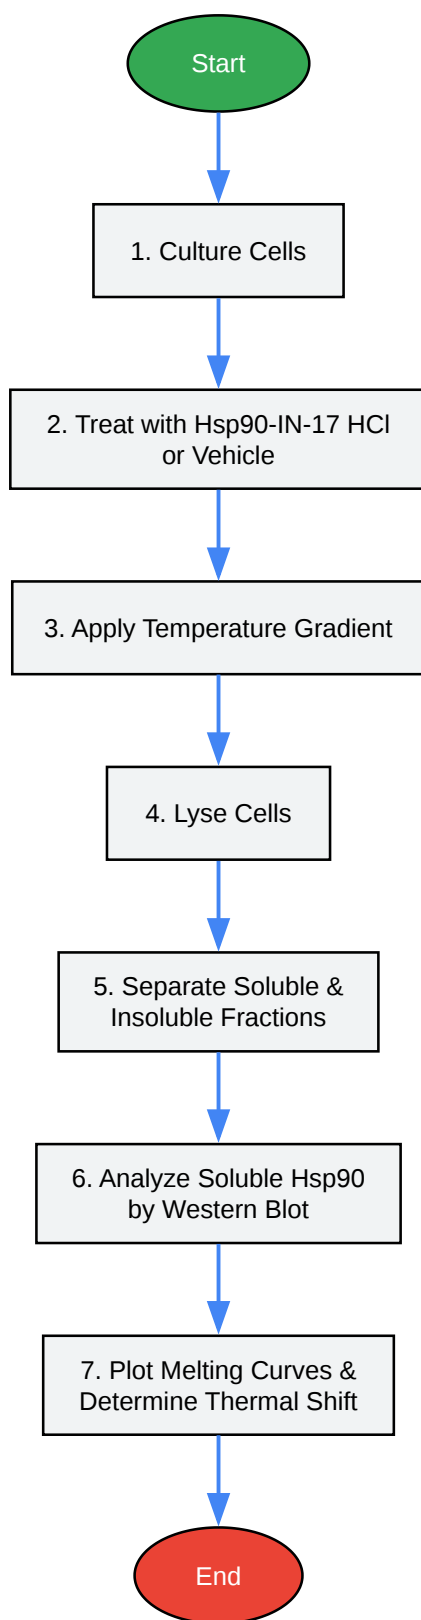 Start
1. Culture Cells
2. Treat with Hsp90-IN-17 HCl
or Vehicle
3. Apply Temperature Gradient
4. Lyse Cells
5. Separate Soluble &
Insoluble Fractions
6. Analyze Soluble Hsp90
by Western Blot
7. Plot Melting Curves &
Determine Thermal Shift
End